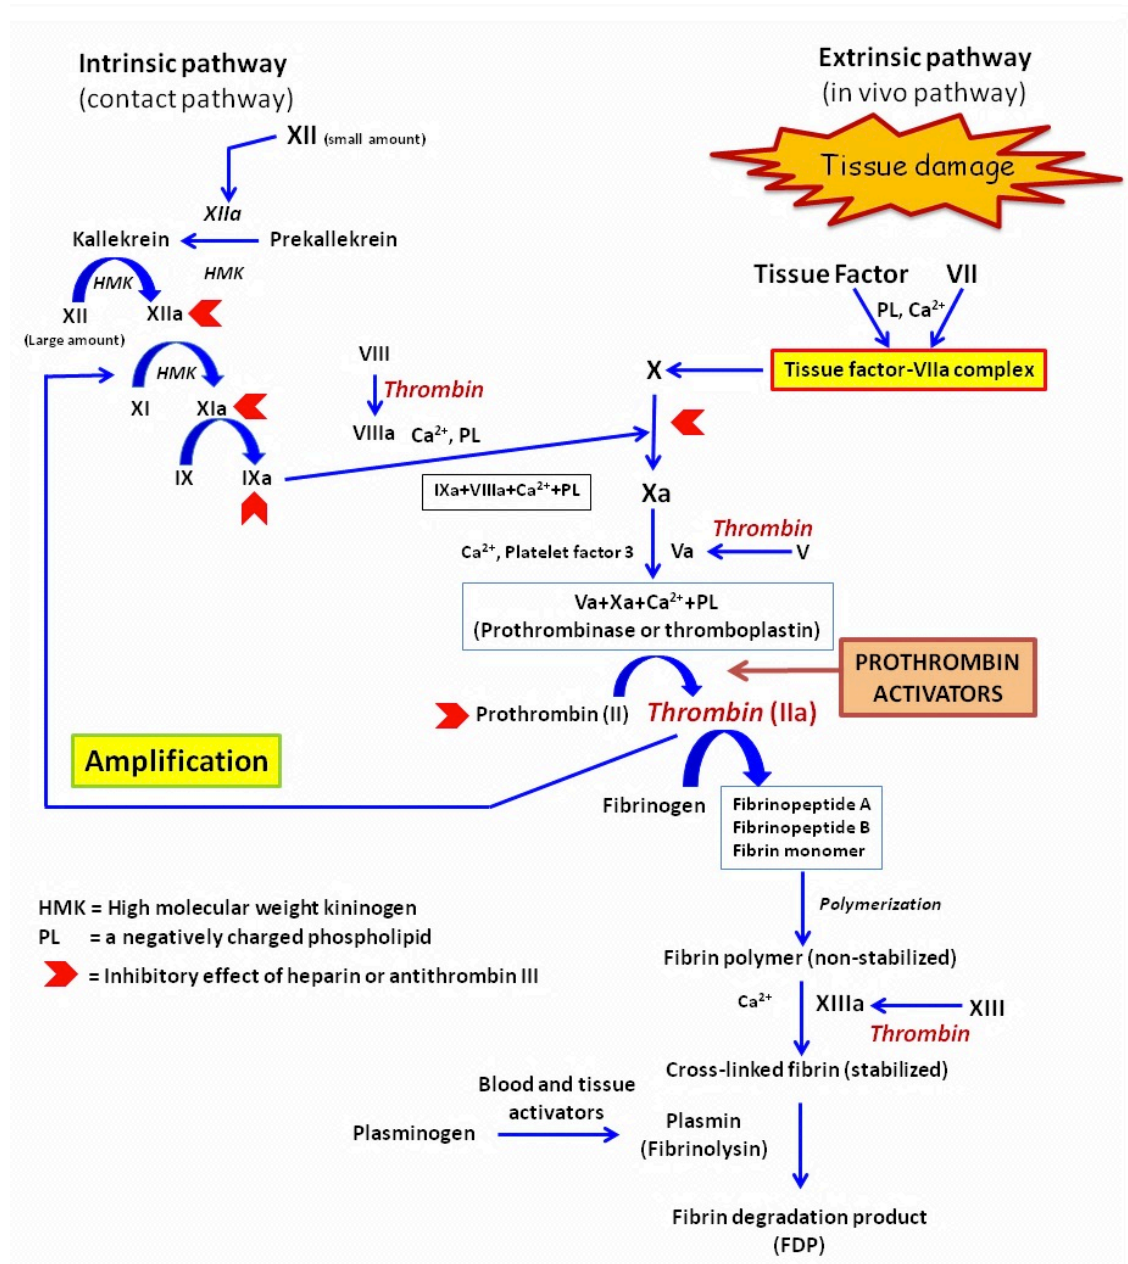 Intrinsic pathway
(contact pathway)
Extrinsic pathway
(in vivo pathway)
Tissue damage
XII (small amount)
XIIa
Kallekrein
Prekallekrein
HMK
HMK
XII
(Large amount)
XIIa
HMK
XI
XIa
IX
IXa
VIII
Thrombin
VIIIa
Ca²⁺, PL
IXa+VIIIa+Ca²⁺+PL
Tissue Factor
VII
PL, Ca²⁺
Tissue factor-VIIa complex
X
Xa
Ca²⁺, Platelet factor 3
Va
Thrombin
V
Va+Xa+Ca²⁺+PL
(Prothrombinase or thromboplastin)
PROTHROMBIN
ACTIVATORS
Prothrombin (II)
Thrombin (IIa)
Amplification
Fibrinogen
Fibrinopeptide A
Fibrinopeptide B
Fibrin monomer
Polymerization
HMK = High molecular weight kininogen
PL = a negatively charged phospholipid
= Inhibitory effect of heparin or antithrombin III
Fibrin polymer (non-stabilized)
Ca²⁺
XIIIa
XIII
Thrombin
Cross-linked fibrin (stabilized)
Blood and tissue
activators
Plasminogen
Plasmin
(Fibrinolysin)
Fibrin degradation product
(FDP)